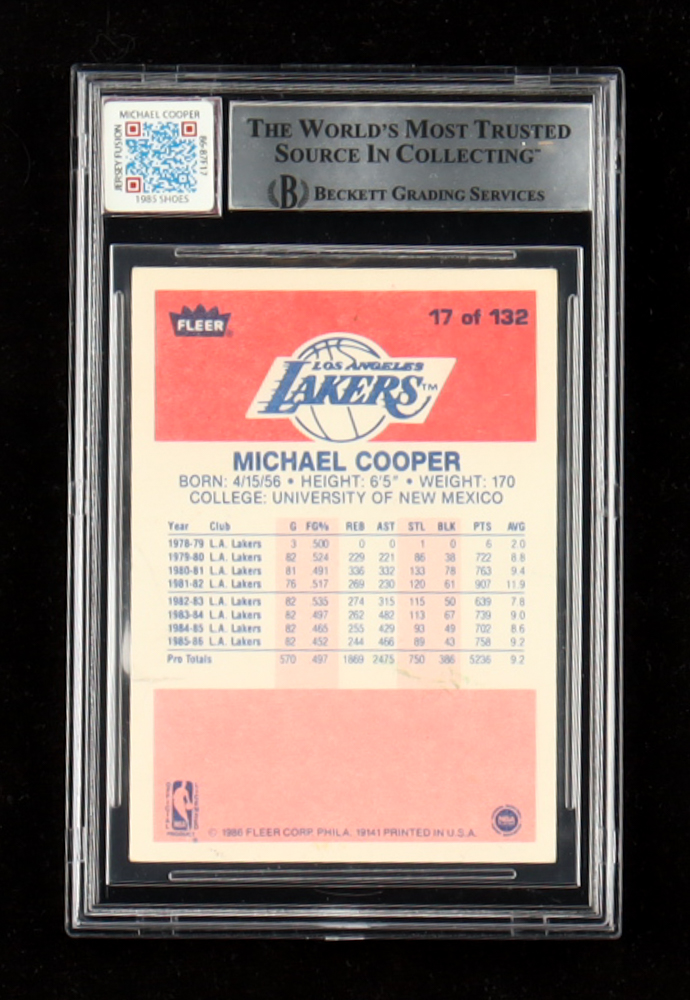 MICHAEL COOPER
JERSEY FUSION
86-87F17
1985 SHOES
THE WORLD'S MOST TRUSTED
SOURCE IN COLLECTING™
B BECKETT GRADING SERVICES
FLEER
17 of 132
LOS ANGELES
LAKERS™
MICHAEL COOPER
BORN: 4/15/56 • HEIGHT: 6'5" • WEIGHT: 170
COLLEGE: UNIVERSITY OF NEW MEXICO
Year Club G FG% REB AST STL BLK PTS AVG
1978-79 L.A. Lakers 3 .500 0 0 1 0 6 2.0
1979-80 L.A. Lakers 82 .524 229 221 86 38 722 8.8
1980-81 L.A. Lakers 81 .491 336 332 133 78 763 9.4
1981-82 L.A. Lakers 76 .517 269 230 120 61 907 11.9
1982-83 L.A. Lakers 82 .535 274 315 115 50 639 7.8
1983-84 L.A. Lakers 82 .497 262 482 113 67 739 9.0
1984-85 L.A. Lakers 82 .465 255 429 93 49 702 8.6
1985-86 L.A. Lakers 82 .452 244 466 89 43 758 9.2
Pro Totals 570 .497 1869 2475 750 386 5236 9.2
© 1986 FLEER CORP. PHILA. 19141 PRINTED IN U.S.A.